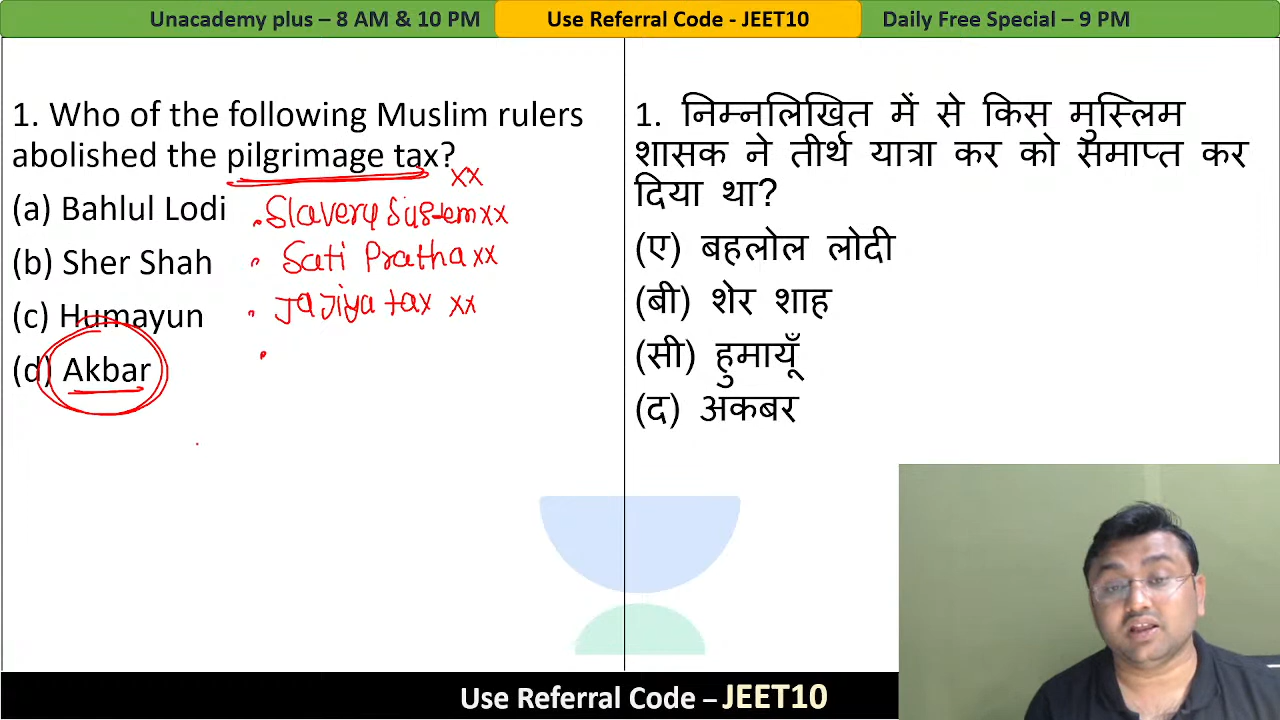 Unacademy plus – 8 AM & 10 PM
Use Referral Code - JEET10
Daily Free Special – 9 PM
1. Who of the following Muslim rulers
abolished the pilgrimage tax?
xx
(a) Bahlul Lodi
. Slavery System xx
(b) Sher Shah
Sati Pratha xx
(c) Humayun
. Jajiya tax xx
(d) Akbar
1. निम्नलिखित में से किस मुस्लिम
शासक ने तीर्थ यात्रा कर को समाप्त कर
दिया था?
(ए) बहलोल लोदी
(बी) शेर शाह
(सी) हुमायूँ
(द) अकबर
Use Referral Code – JEET10